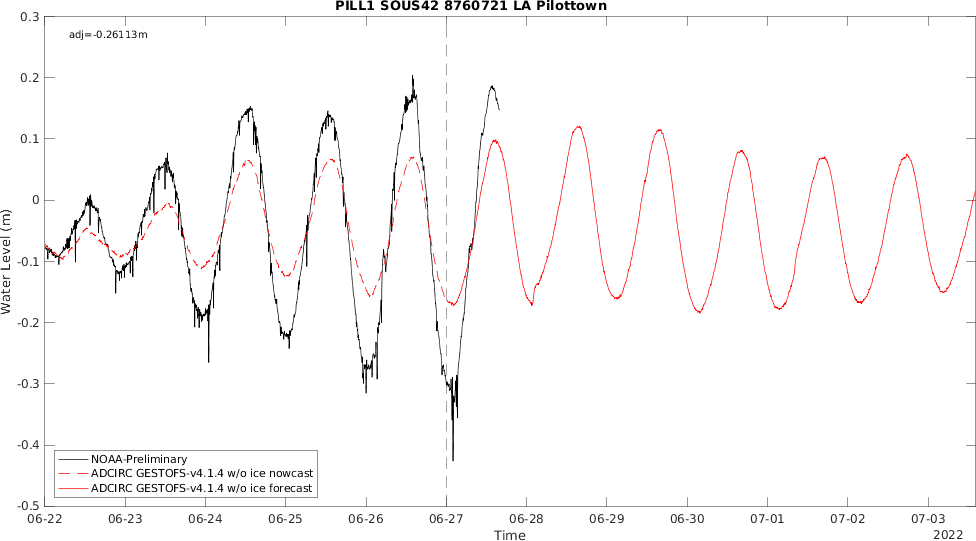 PILL1 SOUS42 8760721 LA Pilottown
adj=-0.26113m
0.3
0.2
0.1
0
-0.1
-0.2
-0.3
-0.4
-0.5
Water Level (m)
NOAA-Preliminary
ADCIRC GESTOFS-v4.1.4 w/o ice nowcast
ADCIRC GESTOFS-v4.1.4 w/o ice forecast
06-22 06-23 06-24 06-25 06-26 06-27 06-28 06-29 06-30 07-01 07-02 07-03
Time
2022